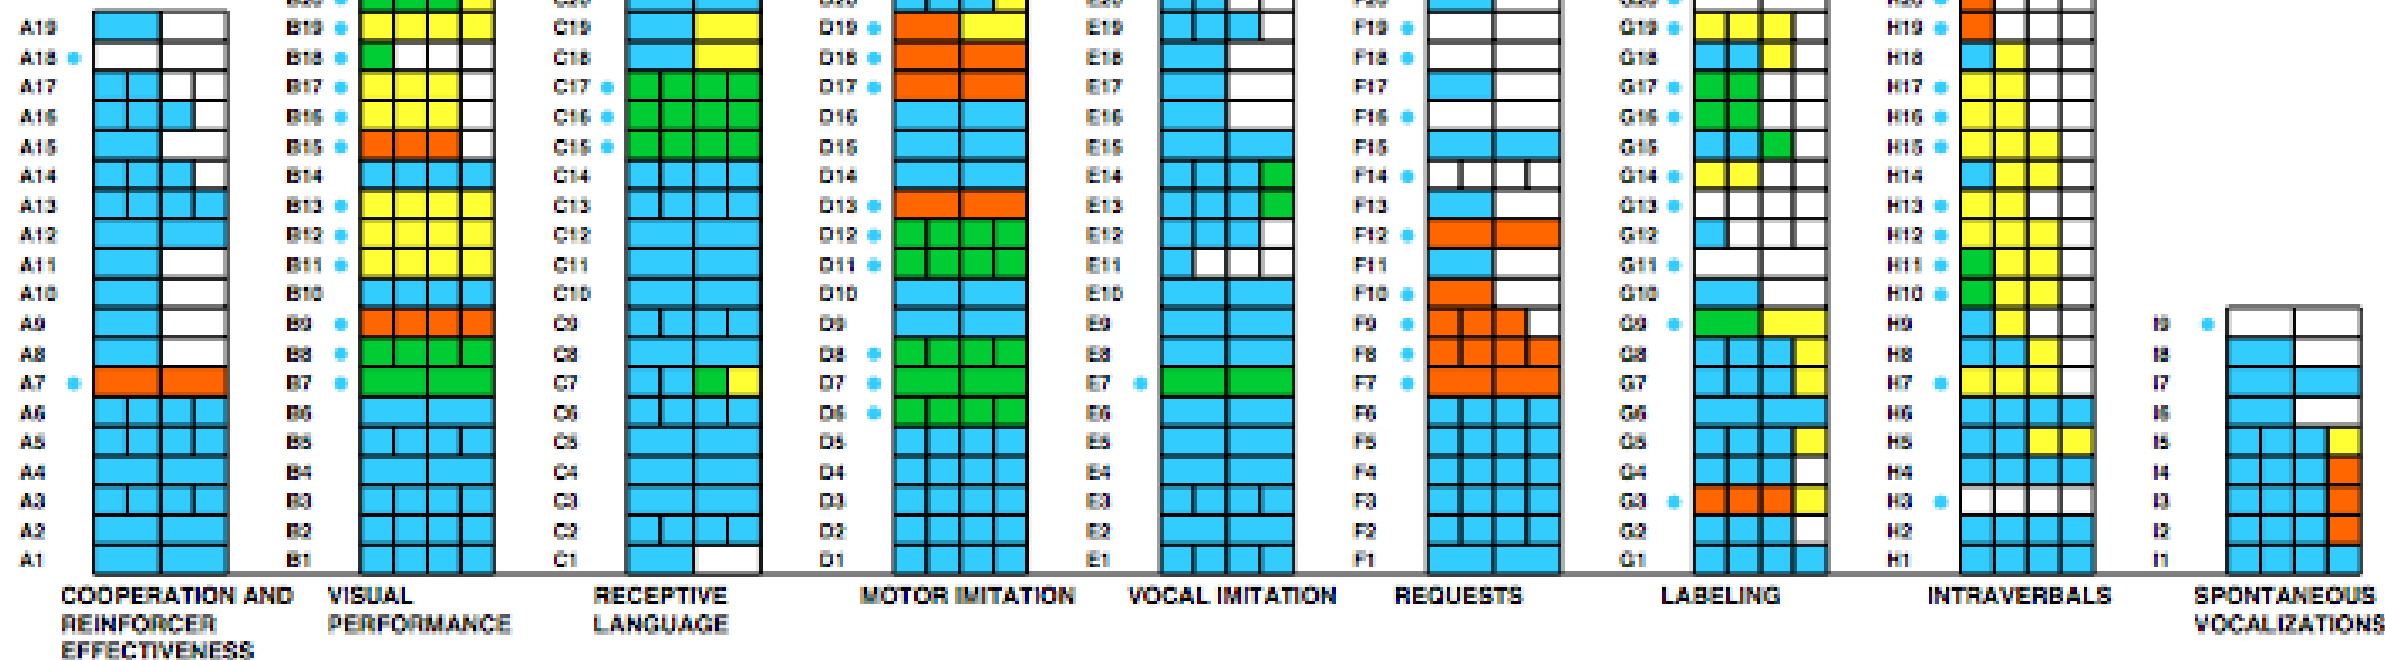 A19 B19 C19 D19 E19 F19 G19 H19
A18 B18 C18 D18 E18 F18 G18 H18
A17 B17 C17 D17 E17 F17 G17 H17
A16 B16 C16 D16 E16 F16 G16 H16
A15 B15 C15 D15 E15 F15 G15 H15
A14 B14 C14 D14 E14 F14 G14 H14
A13 B13 C13 D13 E13 F13 G13 H13
A12 B12 C12 D12 E12 F12 G12 H12
A11 B11 C11 D11 E11 F11 G11 H11
A10 B10 C10 D10 E10 F10 G10 H10
A9 B9 C9 D9 E9 F9 G9 H9 I9
A8 B8 C8 D8 E8 F8 G8 H8 I8
A7 B7 C7 D7 E7 F7 G7 H7 I7
A6 B6 C6 D6 E6 F6 G6 H6 I6
A5 B5 C5 D5 E5 F5 G5 H5 I5
A4 B4 C4 D4 E4 F4 G4 H4 I4
A3 B3 C3 D3 E3 F3 G3 H3 I3
A2 B2 C2 D2 E2 F2 G2 H2 I2
A1 B1 C1 D1 E1 F1 G1 H1 I1
COOPERATION AND VISUAL RECEPTIVE MOTOR IMITATION VOCAL IMITATION REQUESTS LABELING INTRAVERBALS SPONTANEOUS
REINFORCER PERFORMANCE LANGUAGE VOCALIZATIONS
EFFECTIVENESS